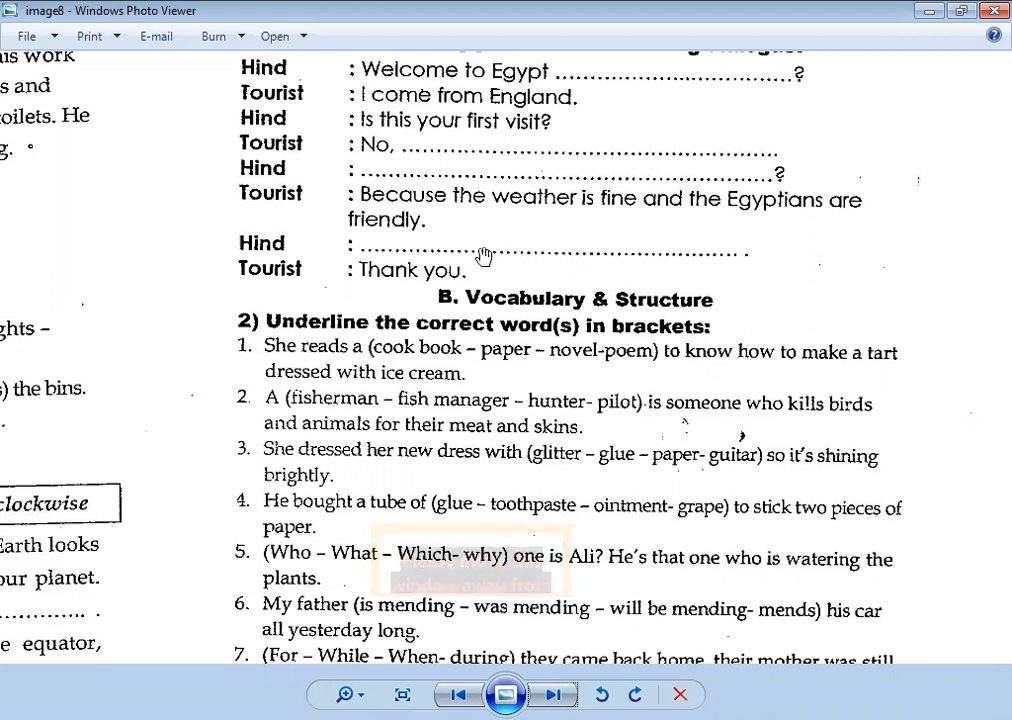 image8 - Windows Photo Viewer
File Print E-mail Burn Open
his work
s and
oilets. He
g.
ghts –
s) the bins.
clockwise
Earth looks
our planet.
.............. .
e equator,
Hind : Welcome to Egypt ......................................?
Tourist : I come from England.
Hind : Is this your first visit?
Tourist : No, .............................................................
Hind : ...................................................................?
Tourist : Because the weather is fine and the Egyptians are
friendly.
Hind : ............................................................... .
Tourist : Thank you.
B. Vocabulary & Structure
2) Underline the correct word(s) in brackets:
1. She reads a (cook book – paper – novel-poem) to know how to make a tart
dressed with ice cream.
2. A (fisherman – fish manager – hunter- pilot) is someone who kills birds
and animals for their meat and skins.
3. She dressed her new dress with (glitter – glue – paper- guitar) so it's shining
brightly.
4. He bought a tube of (glue – toothpaste – ointment- grape) to stick two pieces of
paper.
5. (Who – What – Which- why) one is Ali? He's that one who is watering the
plants.
6. My father (is mending – was mending – will be mending- mends) his car
all yesterday long.
7. (For – While – When- during) they came back home, their mother was still